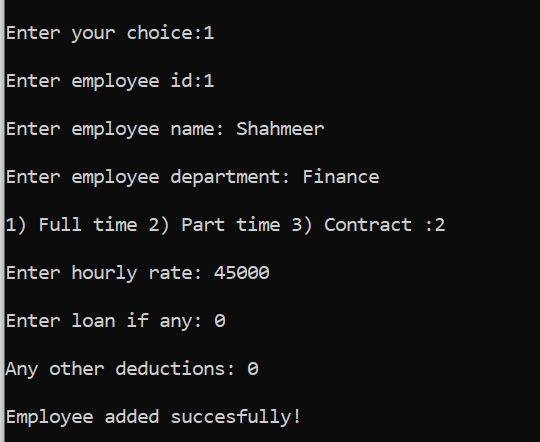 Enter your choice:1
Enter employee id:1
Enter employee name: Shahmeer
Enter employee department: Finance
1) Full time 2) Part time 3) Contract :2
Enter hourly rate: 45000
Enter loan if any: 0
Any other deductions: 0
Employee added succesfully!